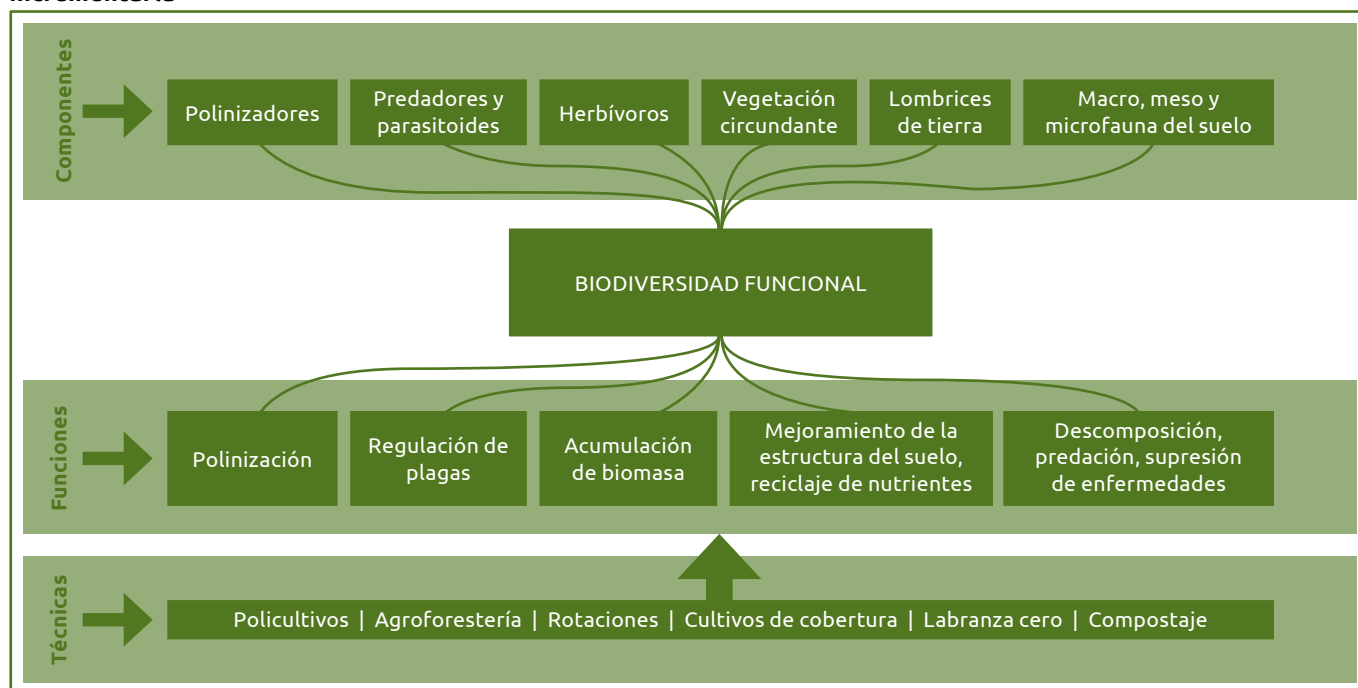 Componentes
Polinizadores
Predadores y
parasitoides
Herbívoros
Vegetación
circundante
Lombrices
de tierra
Macro, meso y
microfauna del suelo
BIODIVERSIDAD FUNCIONAL
Funciones
Polinización
Regulación de
plagas
Acumulación
de biomasa
Mejoramiento de la
estructura del suelo,
reciclaje de nutrientes
Descomposición,
predación, supresión
de enfermedades
Técnicas
Policultivos | Agroforestería | Rotaciones | Cultivos de cobertura | Labranza cero | Compostaje